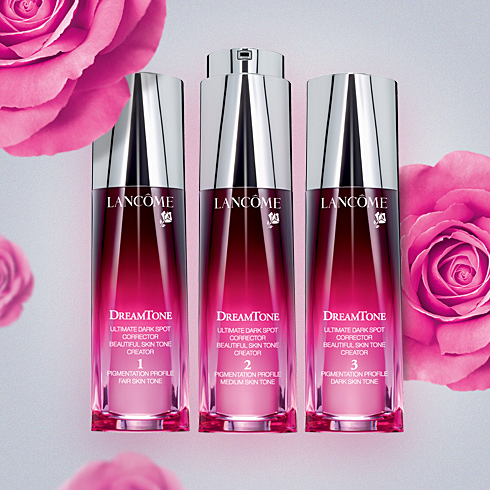 LANCÔME
DREAMTONE
ULTIMATE DARK SPOT
CORRECTOR
BEAUTIFUL SKIN TONE
CREATOR
1
PIGMENTATION PROFILE
FAIR SKIN TONE
LANCÔME
DREAMTONE
ULTIMATE DARK SPOT
CORRECTOR
BEAUTIFUL SKIN TONE
CREATOR
2
PIGMENTATION PROFILE
MEDIUM SKIN TONE
LANCÔME
DREAMTONE
ULTIMATE DARK SPOT
CORRECTOR
BEAUTIFUL SKIN TONE
CREATOR
3
PIGMENTATION PROFILE
DARK SKIN TONE